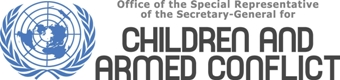 Office of the Special Representative
of the Secretary-General for
CHILDREN AND
ARMED CONFLICT